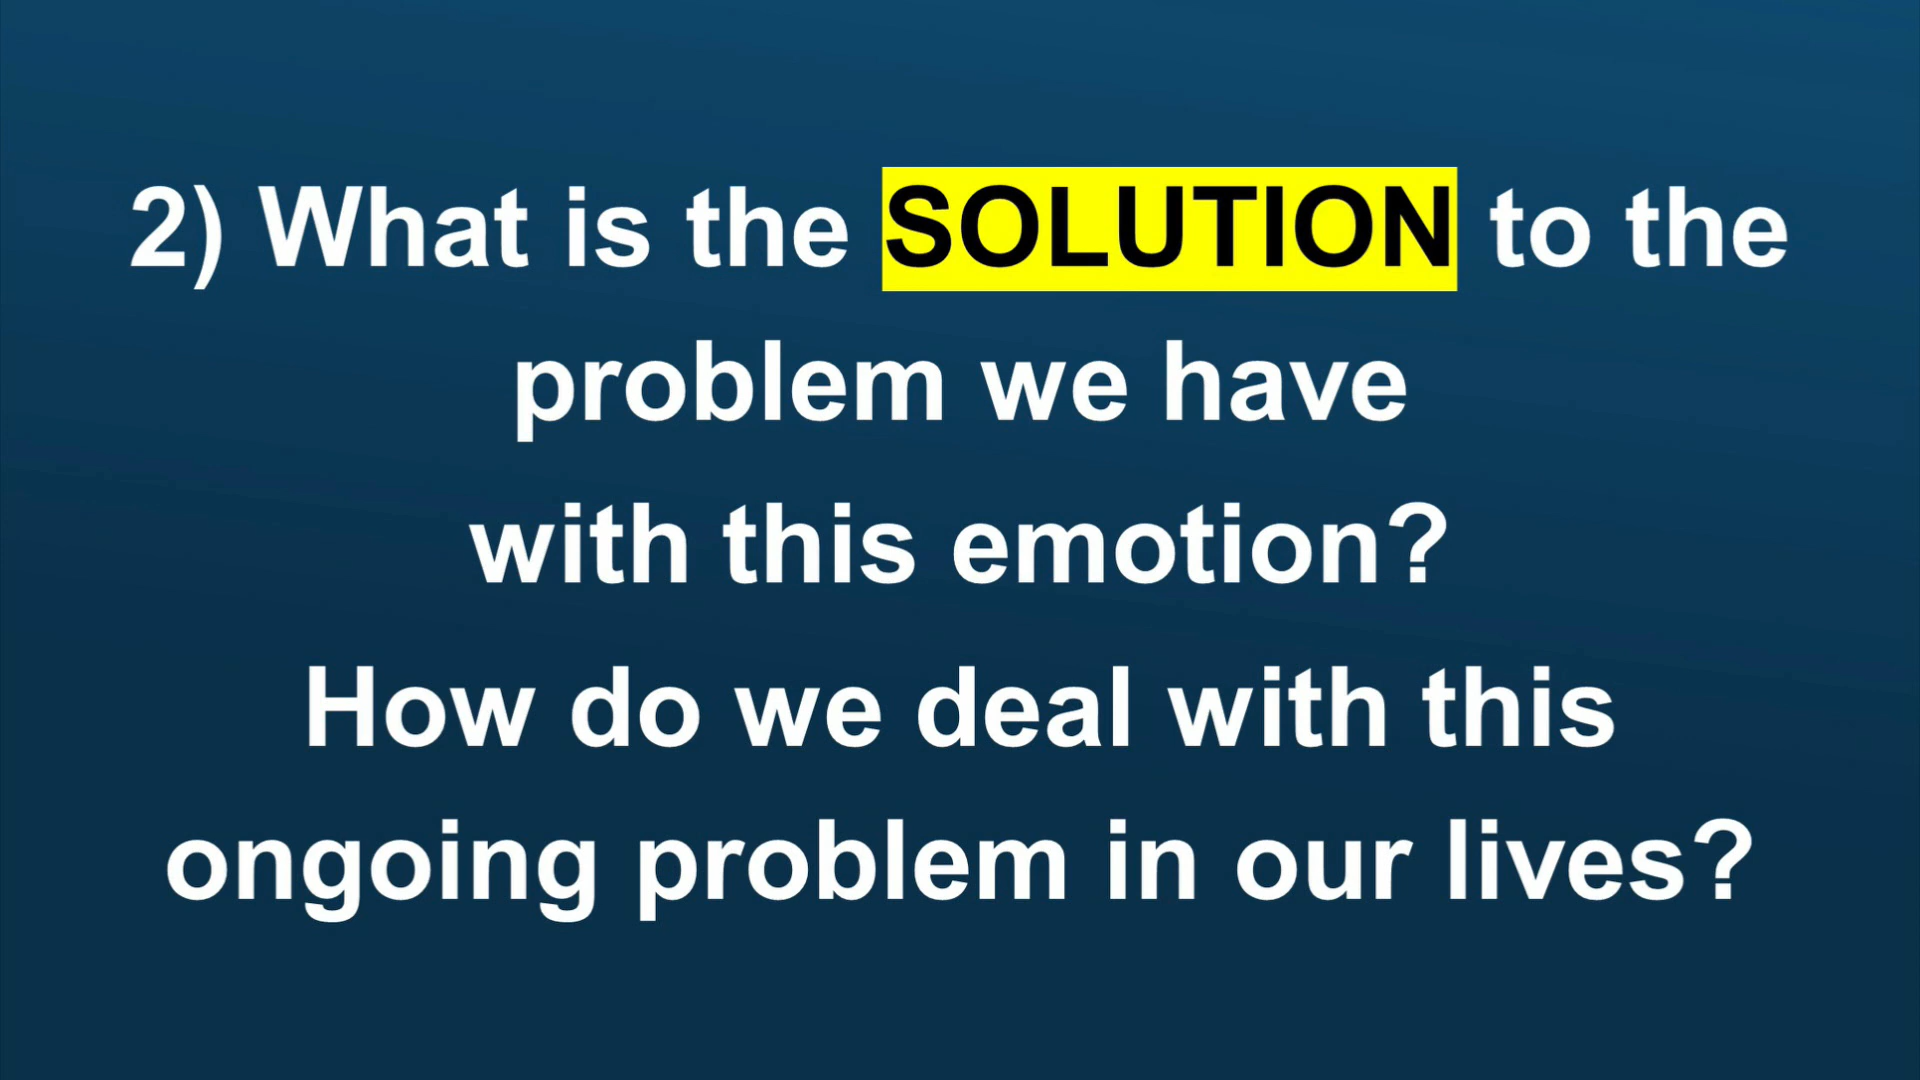 2) What is the SOLUTION to the
problem we have
with this emotion?
How do we deal with this
ongoing problem in our lives?